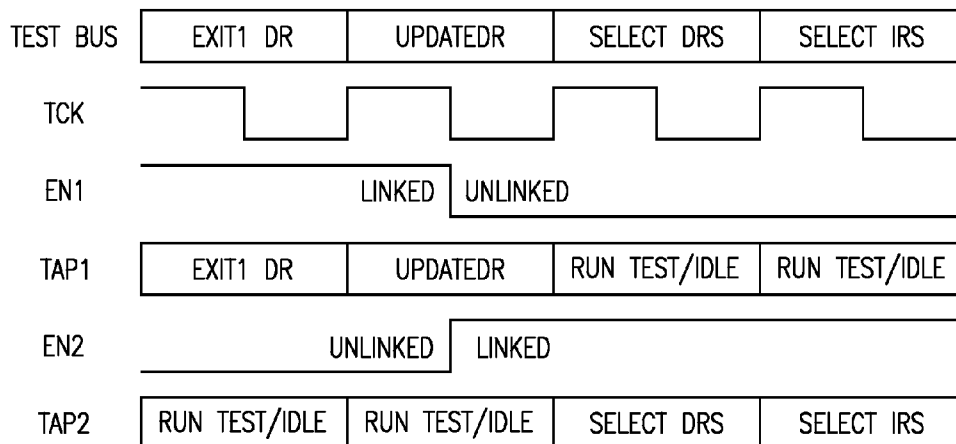 TEST BUS EXIT1 DR UPDATEDR SELECT DRS SELECT IRS
TCK
EN1 LINKED UNLINKED
TAP1 EXIT1 DR UPDATEDR RUN TEST/IDLE RUN TEST/IDLE
EN2 UNLINKED LINKED
TAP2 RUN TEST/IDLE RUN TEST/IDLE SELECT DRS SELECT IRS